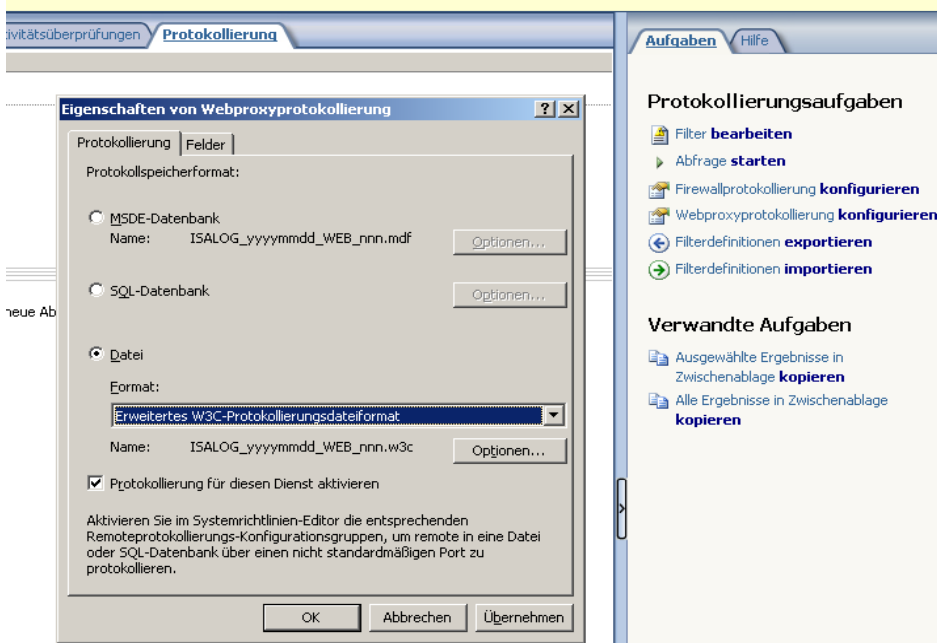 Protokollierung
Aufgaben
Hilfe
Eigenschaften von Webproxyprotokollierung
Protokollierung
Felder
Protokollspeicherformat:
MSDE-Datenbank
Name: ISALOG_yyyymmdd_WEB_nnn.mdf
Optionen...
SQL-Datenbank
Optionen...
neue Ab
Datei
Format:
Erweitertes W3C-Protokollierungsdateiformat
Name: ISALOG_yyyymmdd_WEB_nnn.w3c
Optionen...
Protokollierung für diesen Dienst aktivieren
Aktivieren Sie im Systemrichtlinien-Editor die entsprechenden
Remoteprotokollierungs-Konfigurationsgruppen, um remote in eine Datei
oder SQL-Datenbank über einen nicht standardmäßigen Port zu
protokollieren.
OK
Abbrechen
Übernehmen
Protokollierungsaufgaben
Filter bearbeiten
Abfrage starten
Firewallprotokollierung konfigurieren
Webproxyprotokollierung konfigurieren
Filterdefinitionen exportieren
Filterdefinitionen importieren
Verwandte Aufgaben
Ausgewählte Ergebnisse in
Zwischenablage kopieren
Alle Ergebnisse in Zwischenablage
kopieren